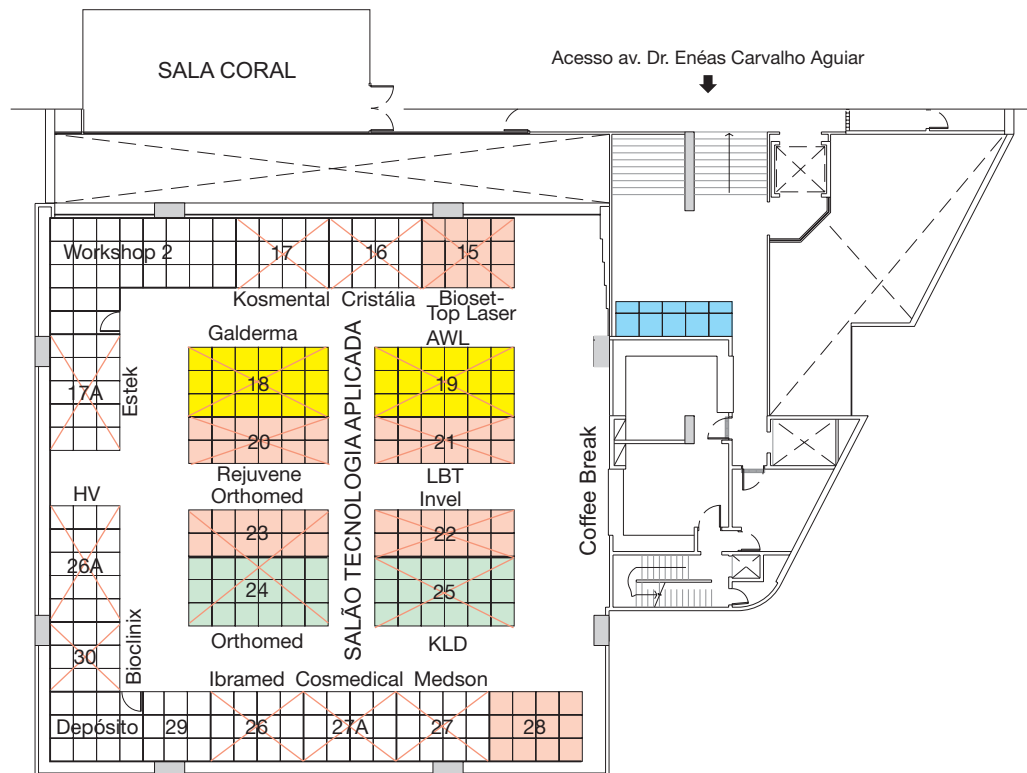 SALA CORAL
Acesso av. Dr. Enéas Carvalho Aguiar
Workshop 2
17
16
15
Kosmental
Cristália
Bioset-
Top Laser
Galderma
AWL
18
19
17A
Estek
20
21
Rejuvene
LBT
SALÃO TECNOLOGIA APLICADA
Coffee Break
HV
Orthomed
Invel
23
22
26A
24
25
Orthomed
KLD
30
Bioclinix
Ibramed
Cosmedical
Medson
Depósito
29
26
27A
27
28